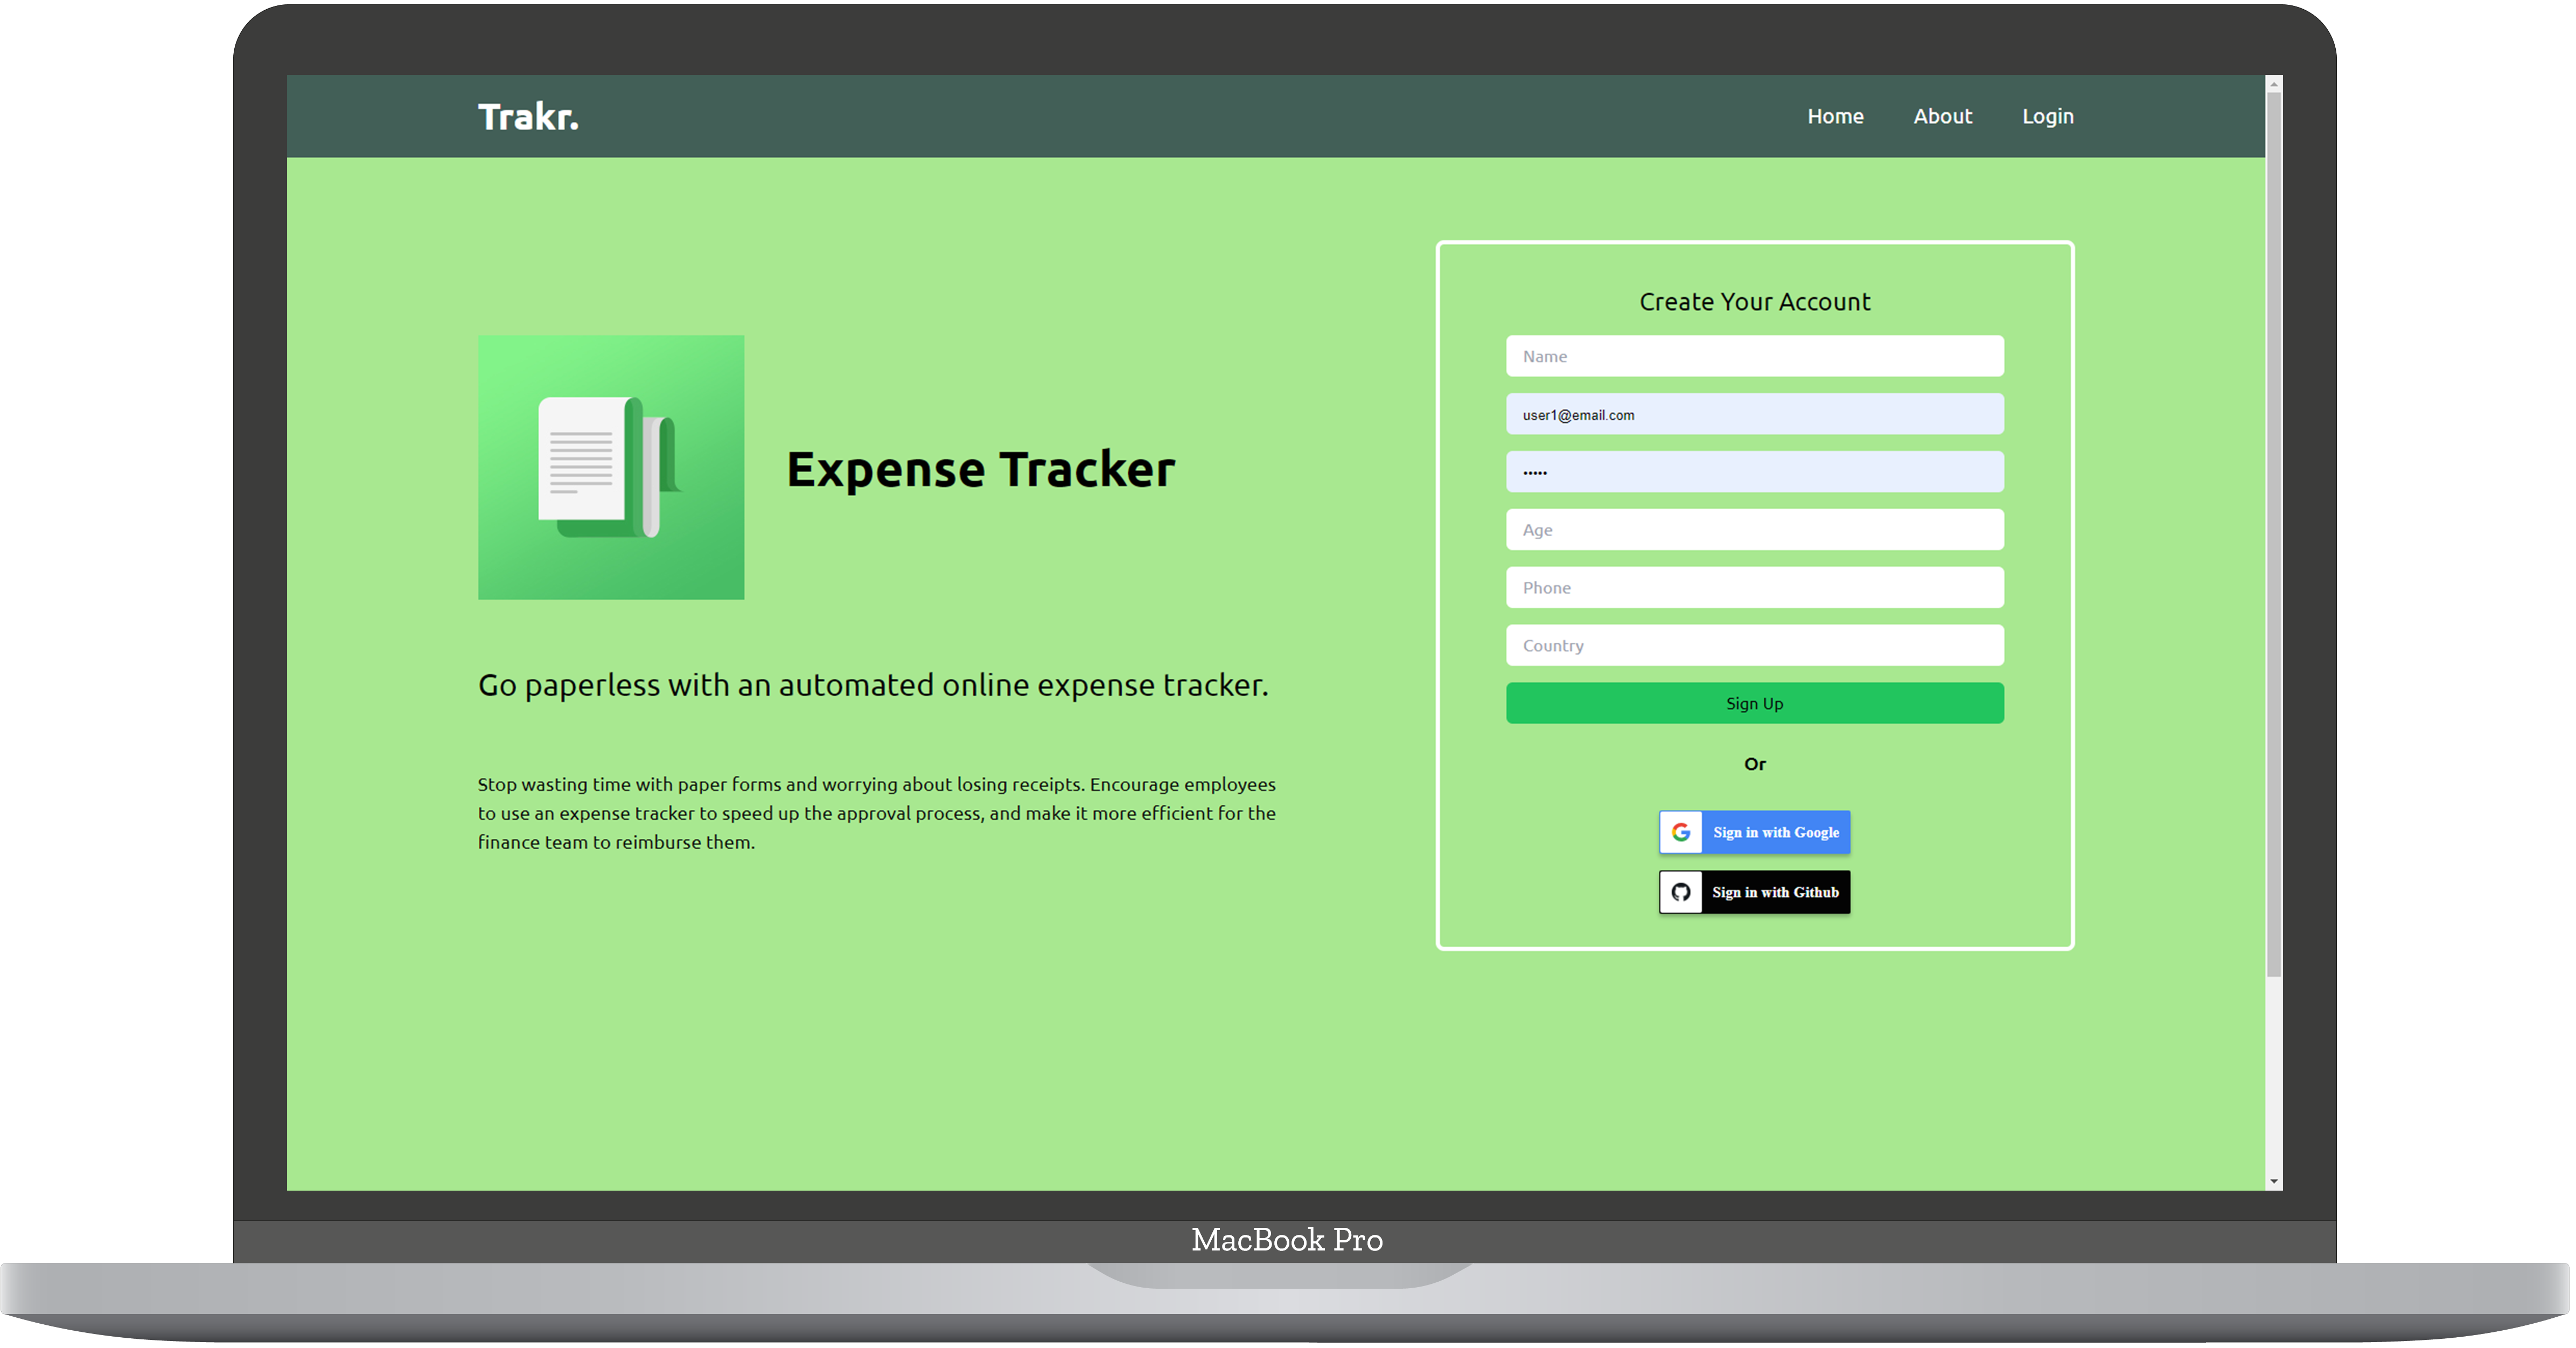 Trakr.
Home
About
Login
Expense Tracker
Go paperless with an automated online expense tracker.
Stop wasting time with paper forms and worrying about losing receipts. Encourage employees
to use an expense tracker to speed up the approval process, and make it more efficient for the
finance team to reimburse them.
Create Your Account
Name
user1@email.com
•••••
Age
Phone
Country
Sign Up
Or
Sign in with Google
Sign in with Github
MacBook Pro